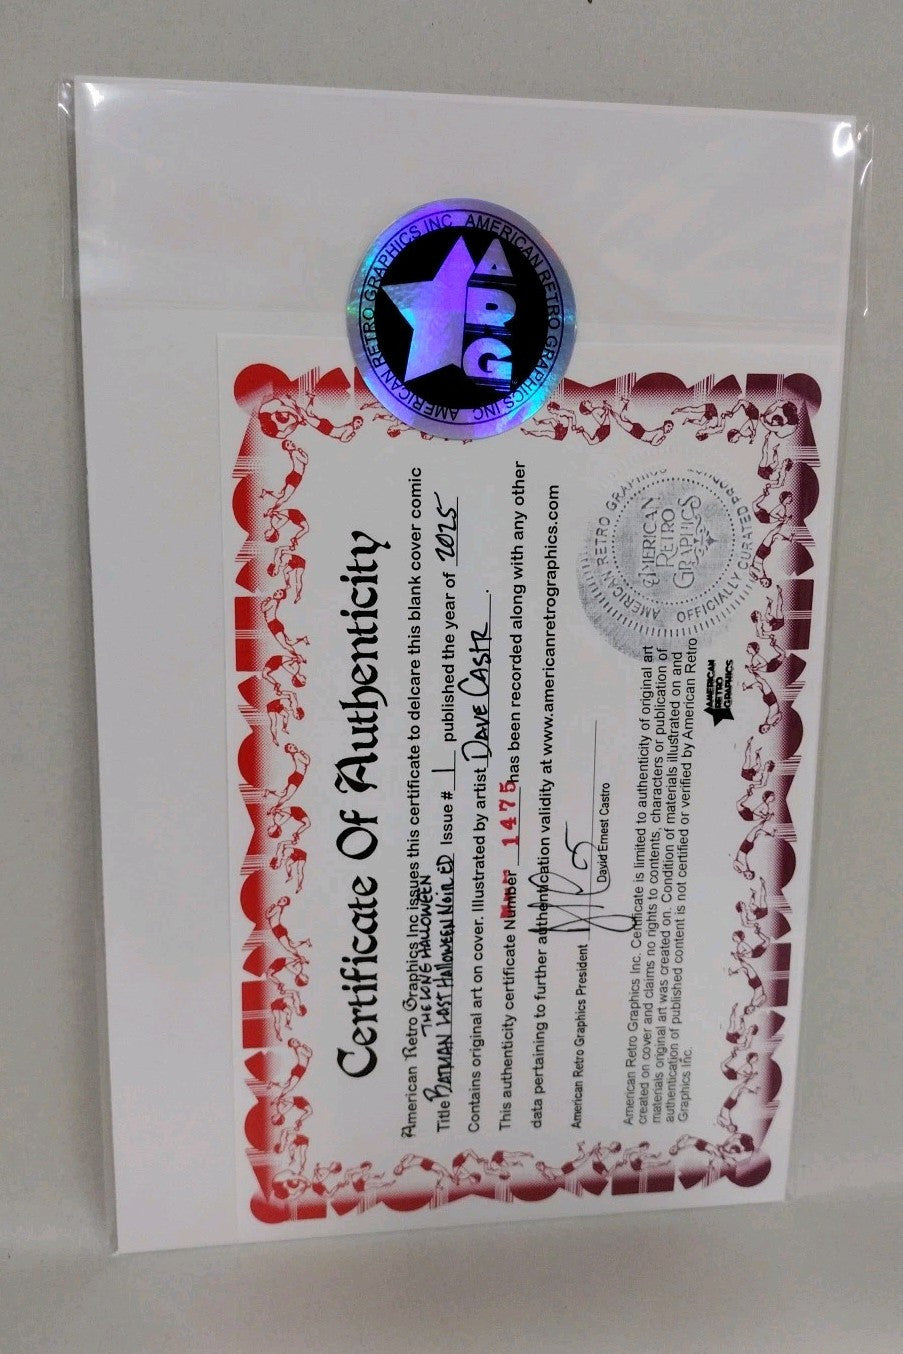 AMERICAN RETRO GRAPHICS INC AMERICAN RETRO GRAPHICS INC
ARG
Certificate Of Authenticity
American Retro Graphics Inc issues this certificate to delcare this blank cover comic
THE LONG HALLOWEEN
Title BATMAN LAST HALLOWEEN NOIR ED Issue # 1 published the year of 2025
Contains original art on cover. Illustrated by artist DAVE CASTR.
This authenticity certificate Number 1475 has been recorded along with any other
data pertaining to further authentication validity at www.americanretrographics.com
American Retro Graphics President
David Ernest Castro
American Retro Graphics Inc. Certificate is limited to authenticity of original art
created on cover and claims no rights to contents, characters or publication of
materials original art was created on. Condition of materials illustrated on and
authentication of published content is not certified or verified by American Retro
Graphics Inc.
AMERICAN RETRO GRAPHICS
OFFICIALLY CURATED
AMERICAN
RETRO
GRAPHICS
AMERICAN
RETRO
GRAPHICS